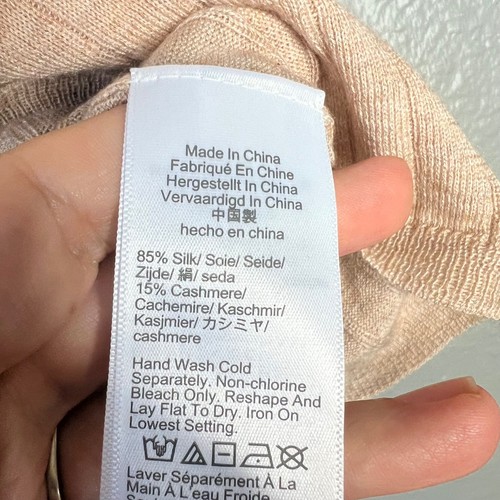 Made In China
Fabriqué En Chine
Hergestellt In China
Vervaardigd In China
中国製
hecho en china
85% Silk/ Soie/ Seide/
Zijde/ 絹/ seda
15% Cashmere/
Cachemire/ Kaschmir/
Kasjmier/ カシミヤ/
cashmere
Hand Wash Cold
Separately. Non-chlorine
Bleach Only. Reshape And
Lay Flat To Dry. Iron On
Lowest Setting.
Laver Séparément À La
Main À L'eau Froide